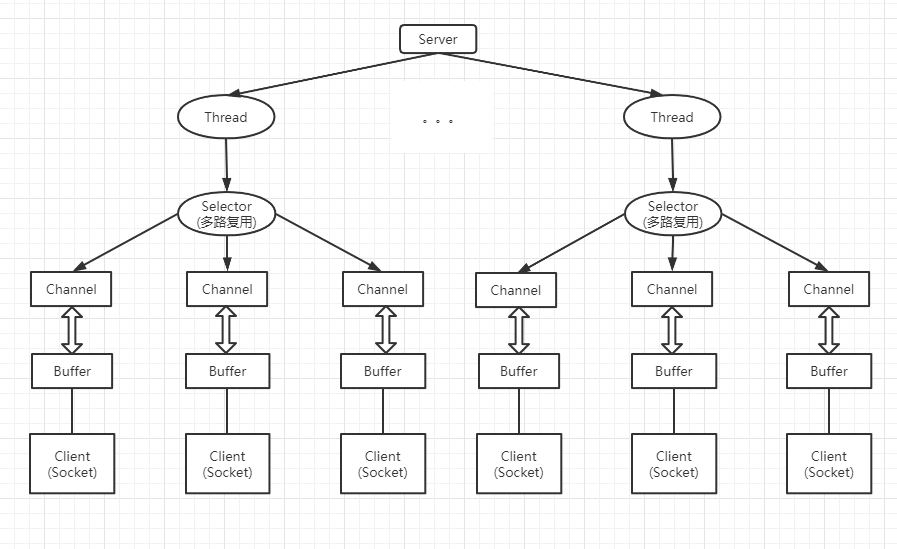 Server
Thread
。。。
Thread
Selector
(多路复用)
Selector
(多路复用)
Channel
Channel
Channel
Channel
Channel
Channel
Buffer
Buffer
Buffer
Buffer
Buffer
Buffer
Client
(Socket)
Client
(Socket)
Client
(Socket)
Client
(Socket)
Client
(Socket)
Client
(Socket)